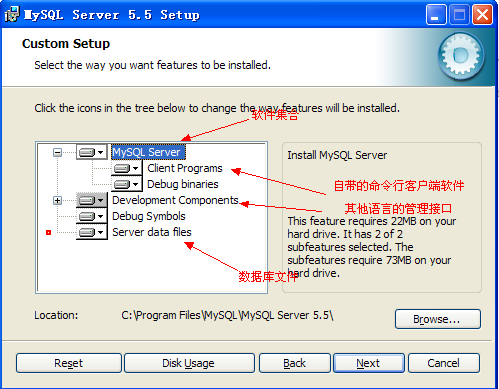 MySQL Server 5.5 Setup
Custom Setup
Select the way you want features to be installed.
Click the icons in the tree below to change the way features will be installed.
软件集合
MySQL Server
Client Programs
Debug binaries
Development Components
Debug Symbols
Server data files
Install MySQL Server
自带的命令行客户端软件
其他语言的管理接口
This feature requires 22MB on your
hard drive. It has 2 of 2
subfeatures selected. The
subfeatures require 73MB on your
hard drive.
数据库文件
Location:
C:\Program Files\MySQL\MySQL Server 5.5\
Browse...
Reset
Disk Usage
Back
Next
Cancel